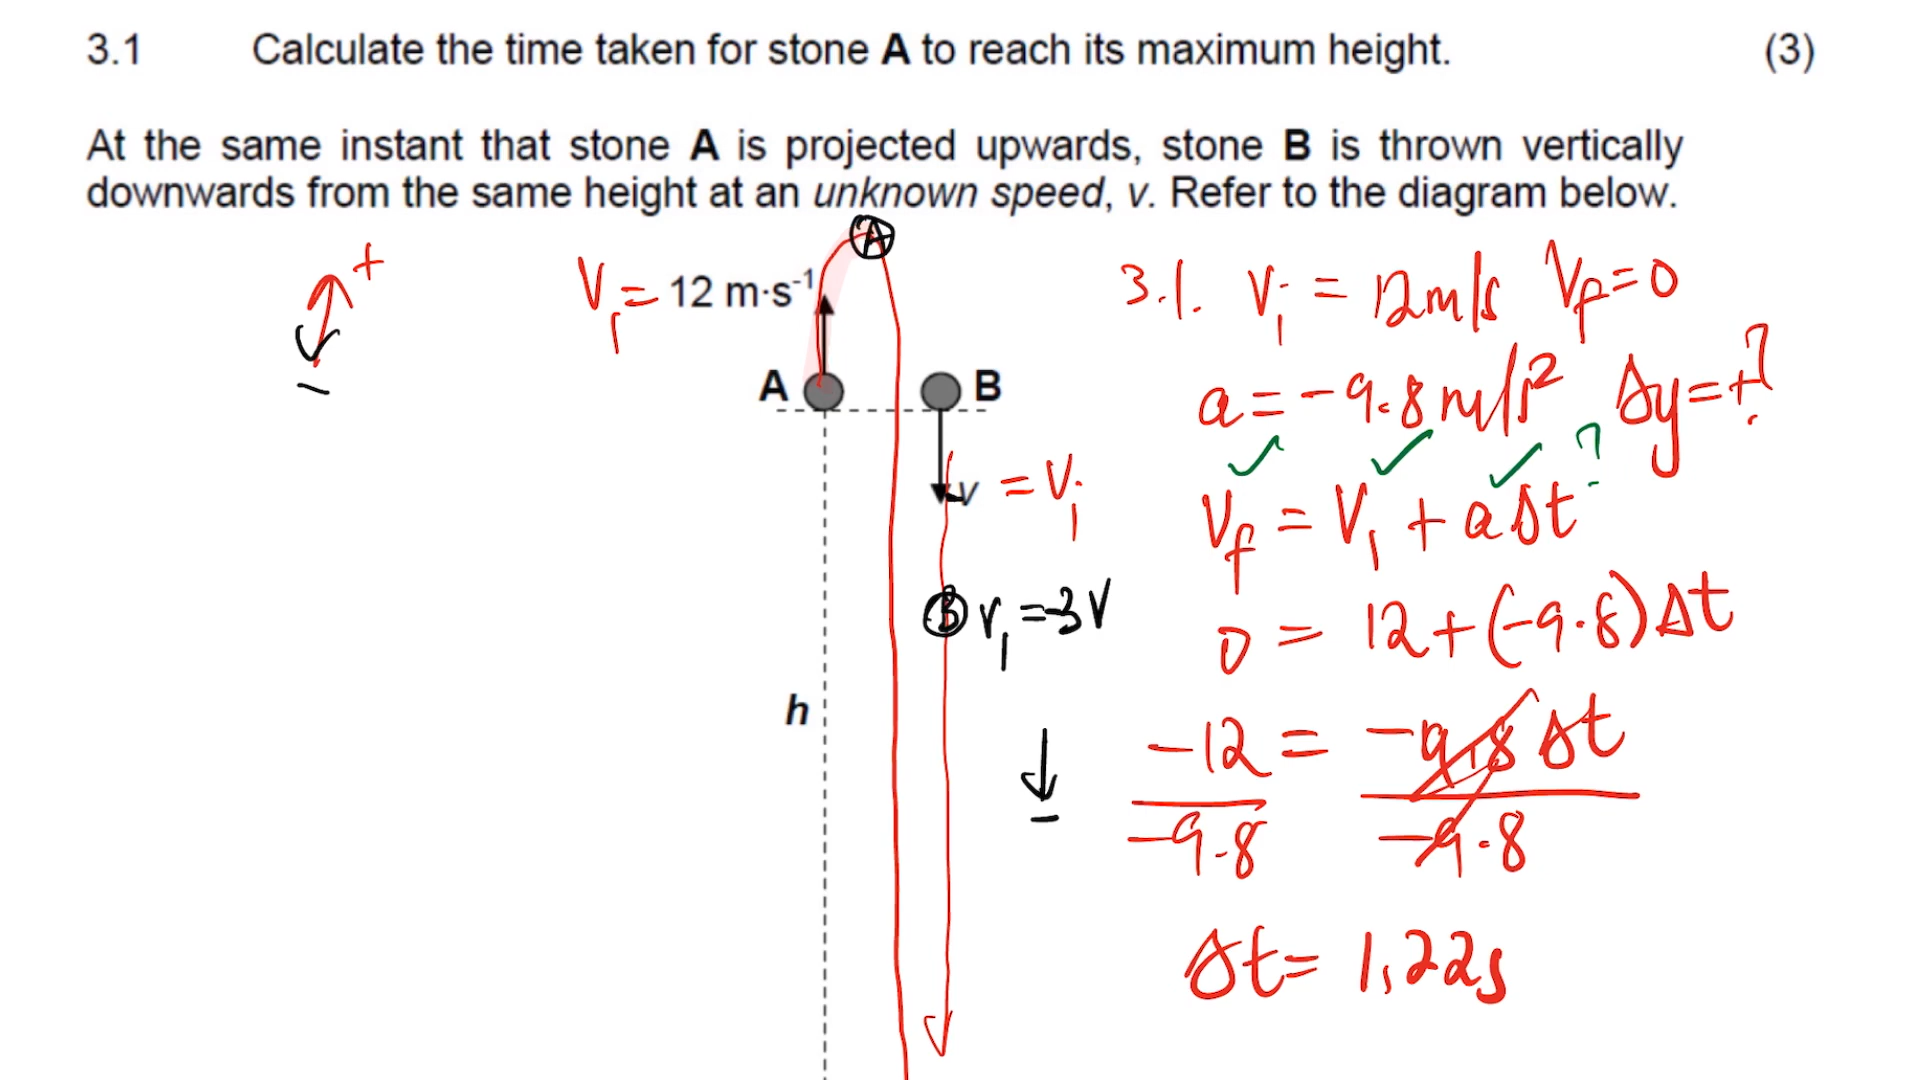 3.1 Calculate the time taken for stone A to reach its maximum height. (3)
At the same instant that stone A is projected upwards, stone B is thrown vertically
downwards from the same height at an unknown speed, v. Refer to the diagram below.
+
-
A
Vi = 12 m·s⁻¹
A
B
v = Vi
B Vi = 3V
h
-
3.1. Vi = 12m/s Vf = 0
a = -9.8 m/s² Δy = +?
✓ ✓ ✓ ?
Vf = Vi + aΔt
0 = 12 + (-9.8)Δt
-12 = -9.8 Δt
-9.8 -9.8
Δt = 1,22s